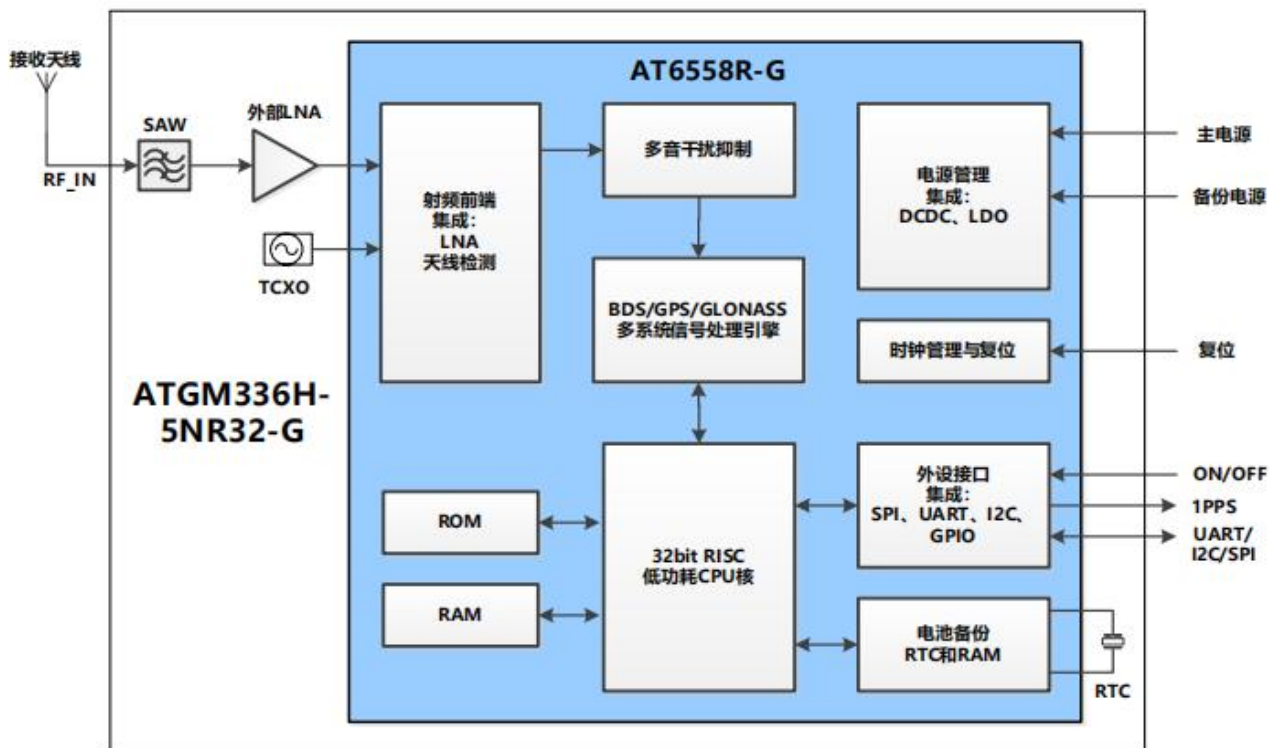 接收天线
RF_IN
SAW
外部LNA
TCXO
ATGM336H-
5NR32-G
AT6558R-G
射频前端
集成:
LNA
天线检测
多音干扰抑制
BDS/GPS/GLONASS
多系统信号处理引擎
ROM
RAM
32bit RISC
低功耗CPU核
电源管理
集成:
DCDC、LDO
时钟管理与复位
外设接口
集成:
SPI、UART、I2C、
GPIO
电池备份
RTC和RAM
主电源
备份电源
复位
ON/OFF
1PPS
UART/
I2C/SPI
RTC